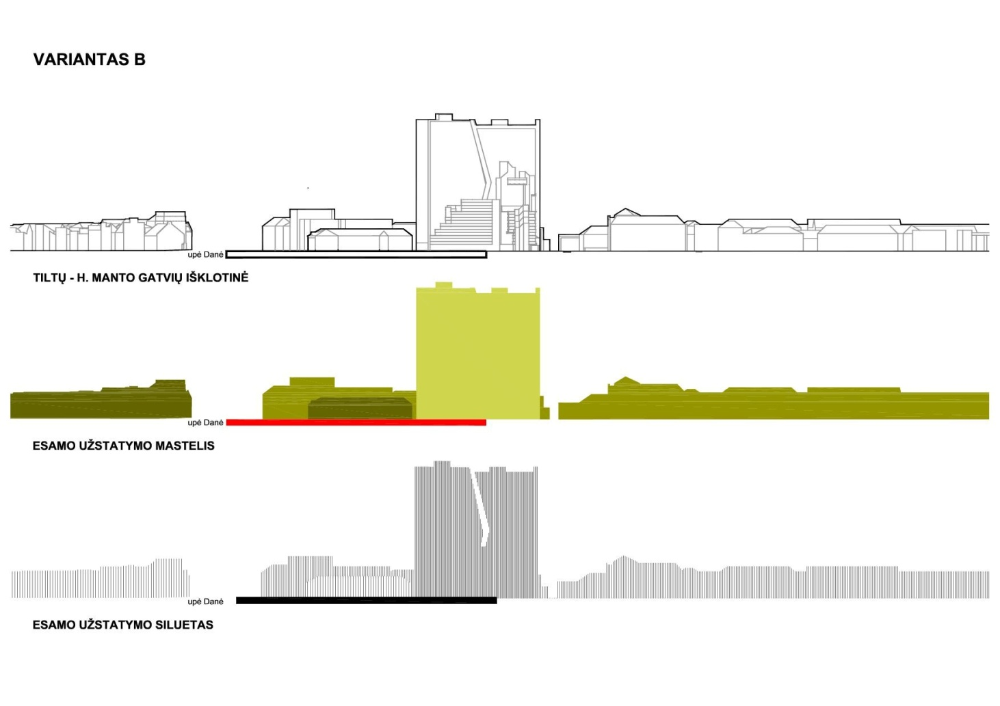 VARIANTAS B
upė Danė
TILTŲ - H. MANTO GATVIŲ IŠKLOTINĖ
upė Danė
ESAMO UŽSTATYMO MASTELIS
upė Danė
ESAMO UŽSTATYMO SILUETAS